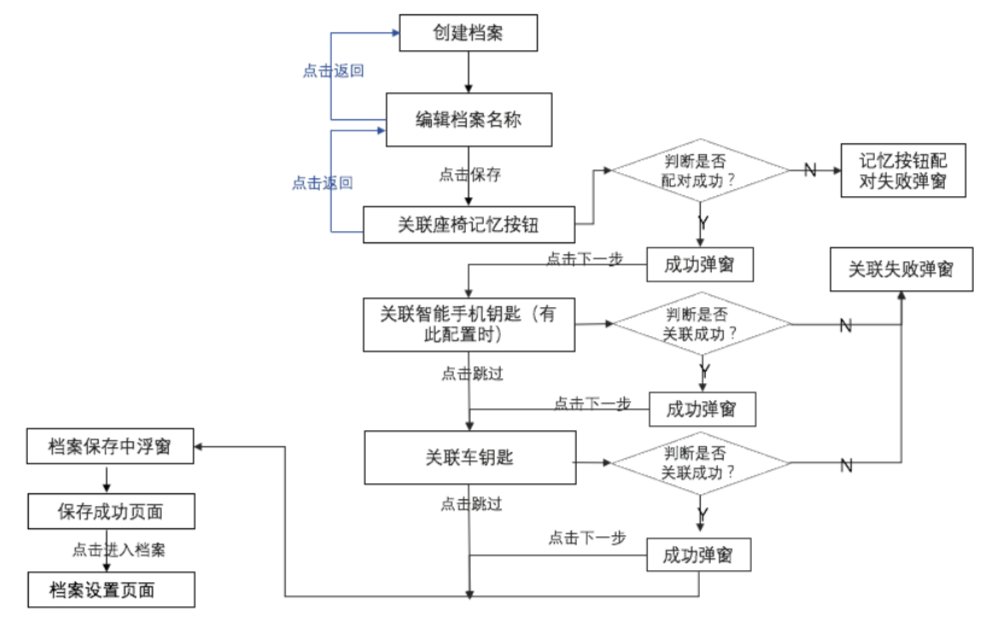 创建档案
点击返回
编辑档案名称
点击返回
点击保存
判断是否
配对成功？
N
记忆按钮配
对失败弹窗
关联座椅记忆按钮
Y
点击下一步
成功弹窗
关联失败弹窗
关联智能手机钥匙（有
此配置时）
判断是否
关联成功？
N
点击跳过
Y
点击下一步
成功弹窗
档案保存中浮窗
关联车钥匙
判断是否
关联成功？
N
点击跳过
保存成功页面
Y
点击下一步
点击进入档案
成功弹窗
档案设置页面